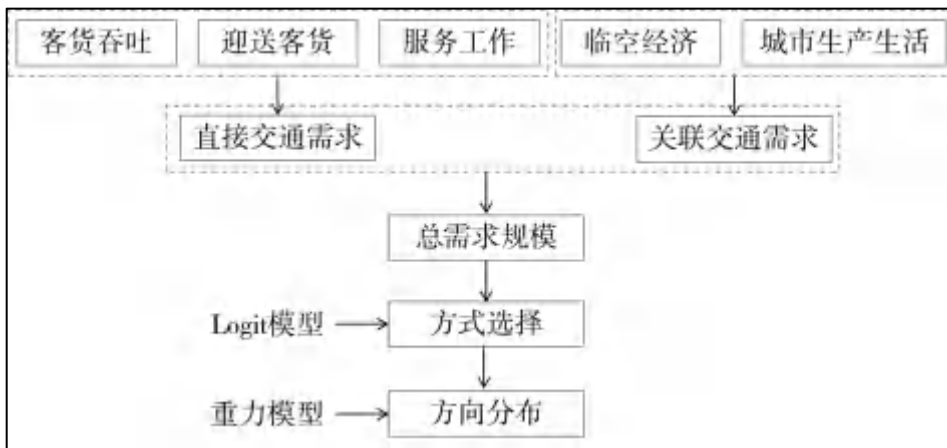 客货吞吐 迎送客货 服务工作 临空经济 城市生产生活
直接交通需求 关联交通需求
总需求规模
Logit模型 方式选择
重力模型 方向分布